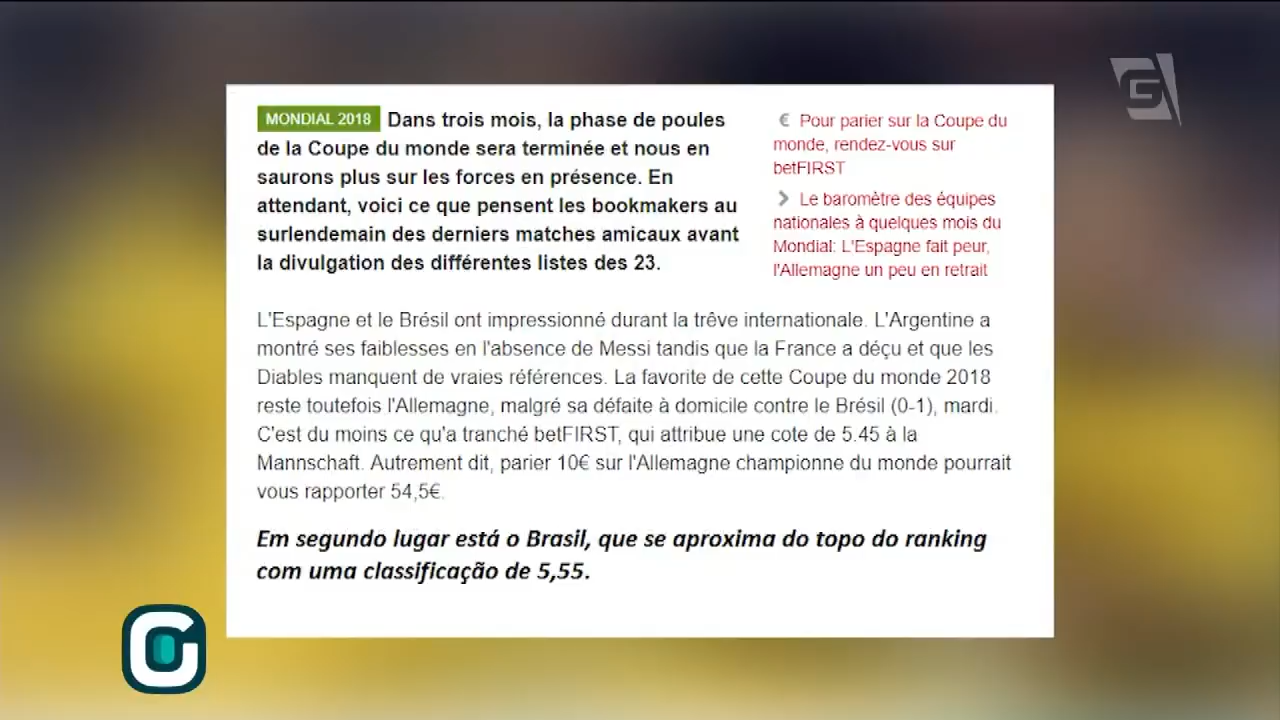 MONDIAL 2018 Dans trois mois, la phase de poules
de la Coupe du monde sera terminée et nous en
saurons plus sur les forces en présence. En
attendant, voici ce que pensent les bookmakers au
surlendemain des derniers matches amicaux avant
la divulgation des différentes listes des 23.
€ Pour parier sur la Coupe du
monde, rendez-vous sur
betFIRST
Le baromètre des équipes
nationales à quelques mois du
Mondial: L'Espagne fait peur,
l'Allemagne un peu en retrait
L'Espagne et le Brésil ont impressionné durant la trêve internationale. L'Argentine a
montré ses faiblesses en l'absence de Messi tandis que la France a déçu et que les
Diables manquent de vraies références. La favorite de cette Coupe du monde 2018
reste toutefois l'Allemagne, malgré sa défaite à domicile contre le Brésil (0-1), mardi.
C'est du moins ce qu'a tranché betFIRST, qui attribue une cote de 5.45 à la
Mannschaft. Autrement dit, parier 10€ sur l'Allemagne championne du monde pourrait
vous rapporter 54,5€.
Em segundo lugar está o Brasil, que se aproxima do topo do ranking
com uma classificação de 5,55.